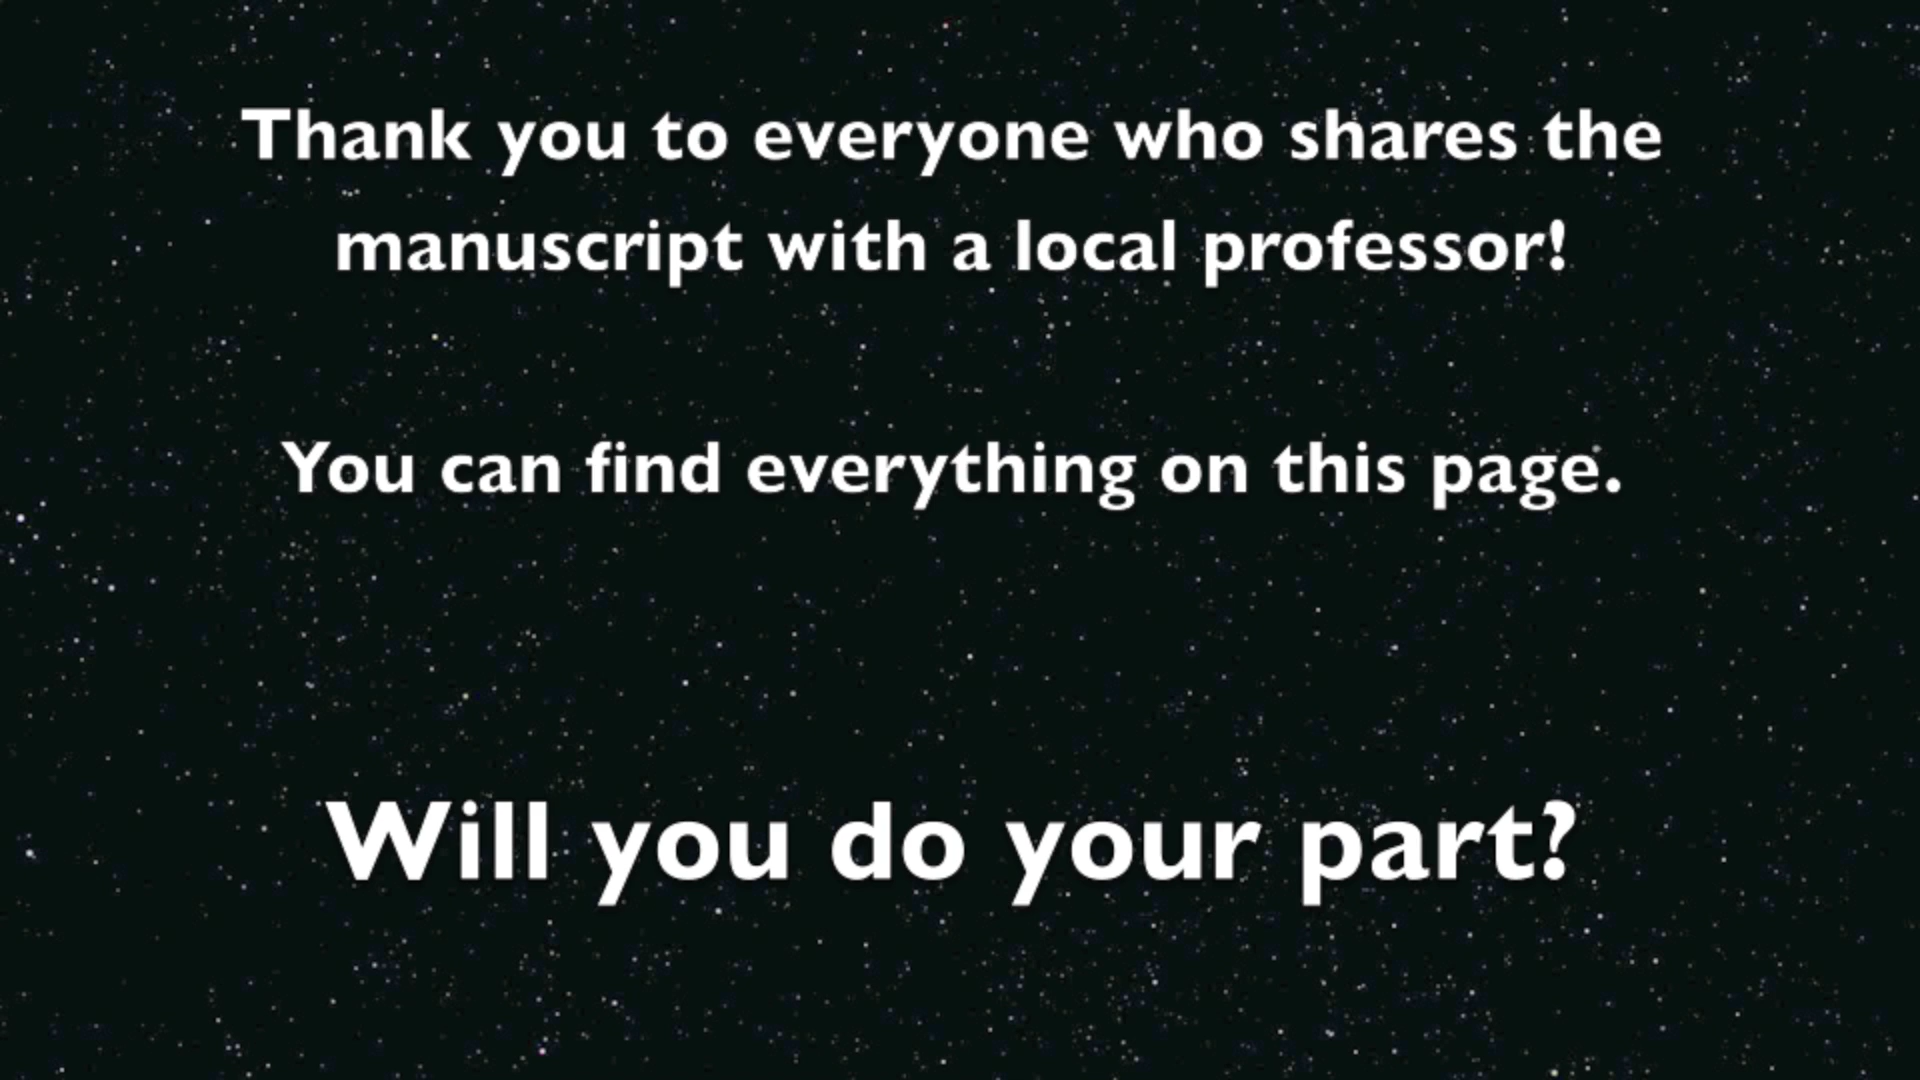 Thank you to everyone who shares the
manuscript with a local professor!
You can find everything on this page.
Will you do your part?